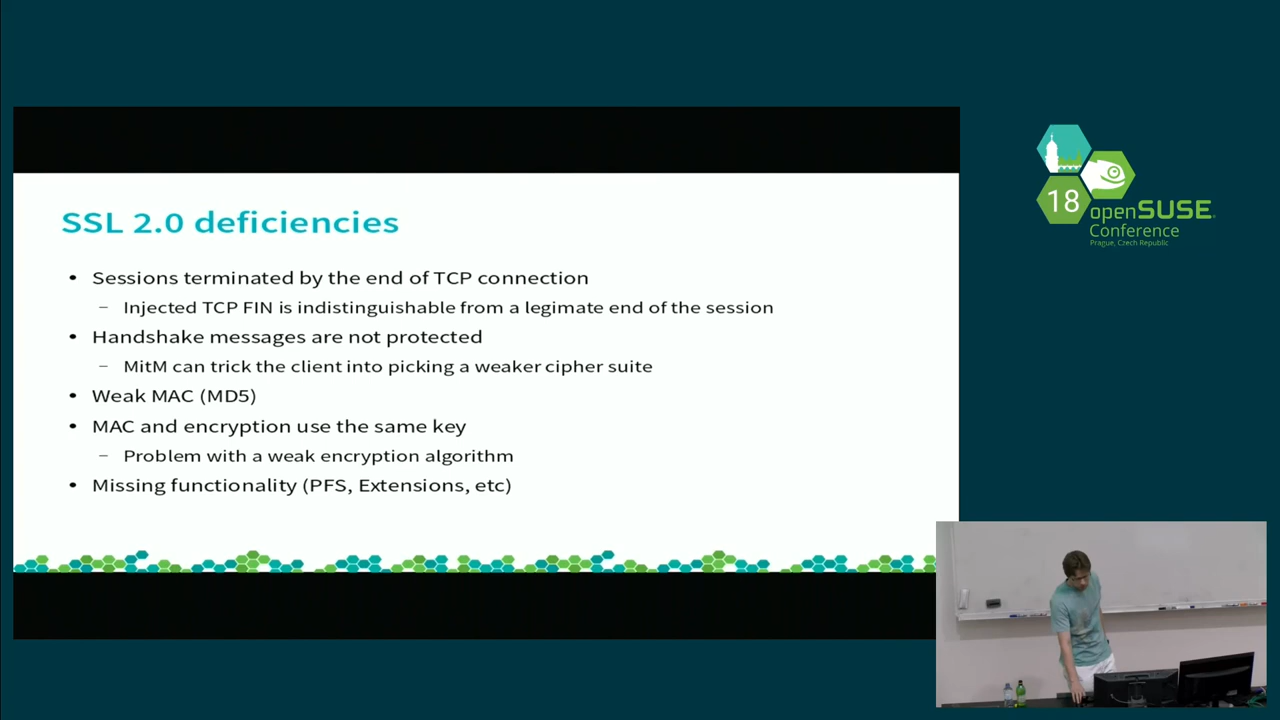 SSL 2.0 deficiencies
• Sessions terminated by the end of TCP connection
– Injected TCP FIN is indistinguishable from a legimate end of the session
• Handshake messages are not protected
– MitM can trick the client into picking a weaker cipher suite
• Weak MAC (MD5)
• MAC and encryption use the same key
– Problem with a weak encryption algorithm
• Missing functionality (PFS, Extensions, etc)
18
openSUSE
Conference
Prague, Czech Republic